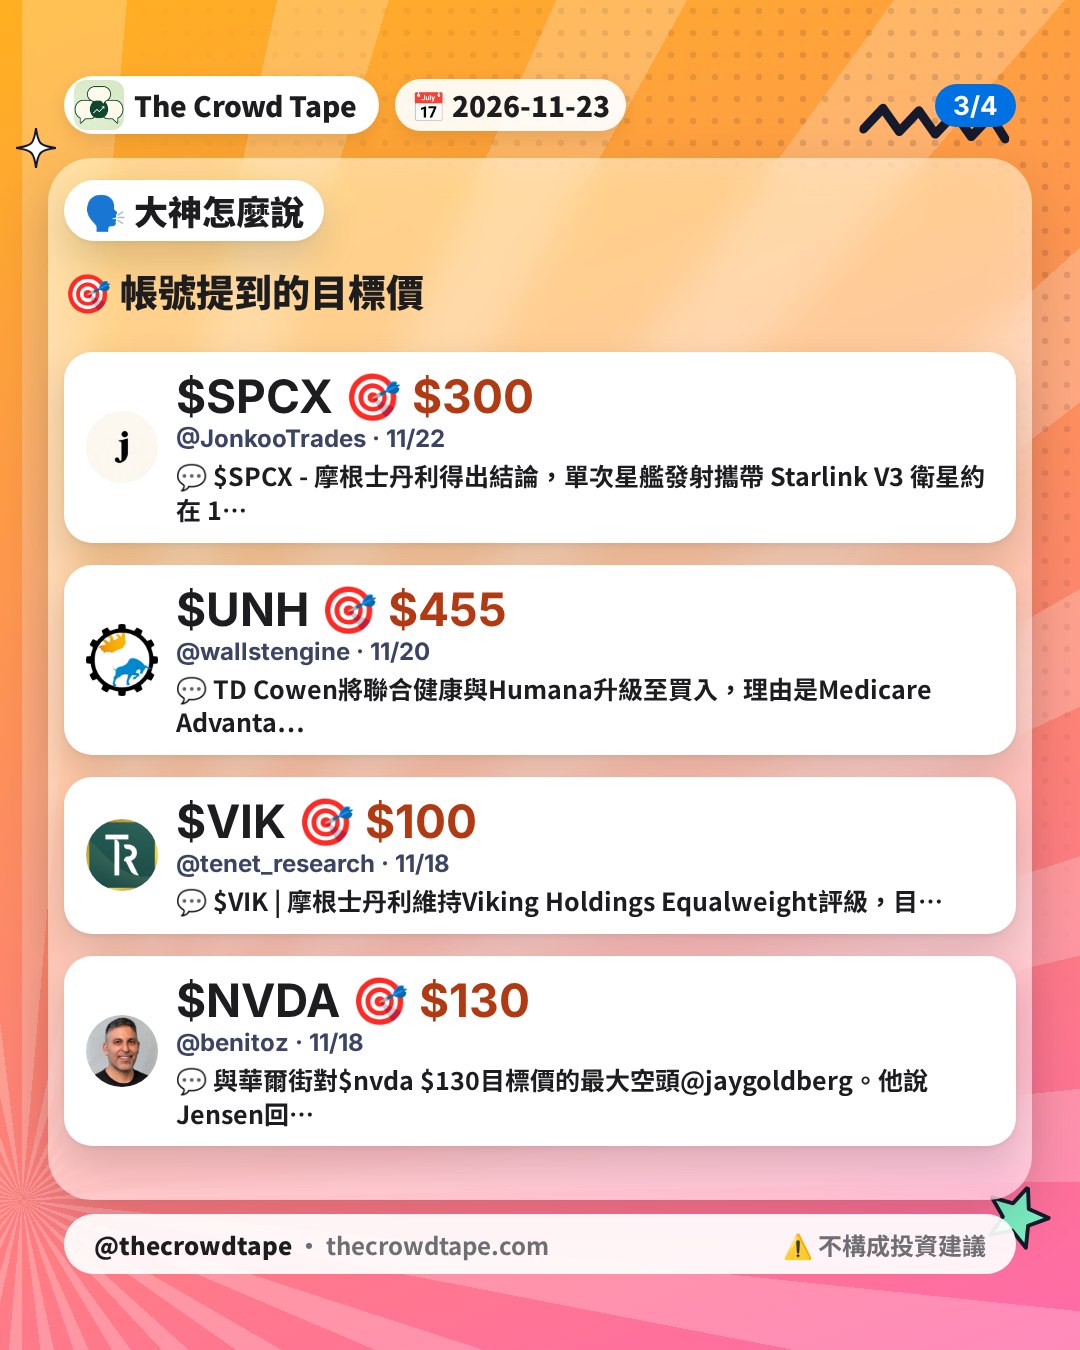 The Crowd Tape
July 17
2026-11-23
3/4
大神怎麼說
帳號提到的目標價
$SPCX $300
@JonkooTrades · 11/22
$SPCX - 摩根士丹利得出結論，單次星艦發射攜帶 Starlink V3 衛星約
在 1…
j
$UNH $455
@wallstengine · 11/20
TD Cowen將聯合健康與Humana升級至買入，理由是Medicare
Advanta…
$VIK $100
@tenet_research · 11/18
$VIK | 摩根士丹利維持Viking Holdings Equalweight評級，目…
TR
$NVDA $130
@benitoz · 11/18
與華爾街對$nvda $130目標價的最大空頭@jaygoldberg。他說
Jensen回…
@thecrowdtape • thecrowdtape.com
不構成投資建議